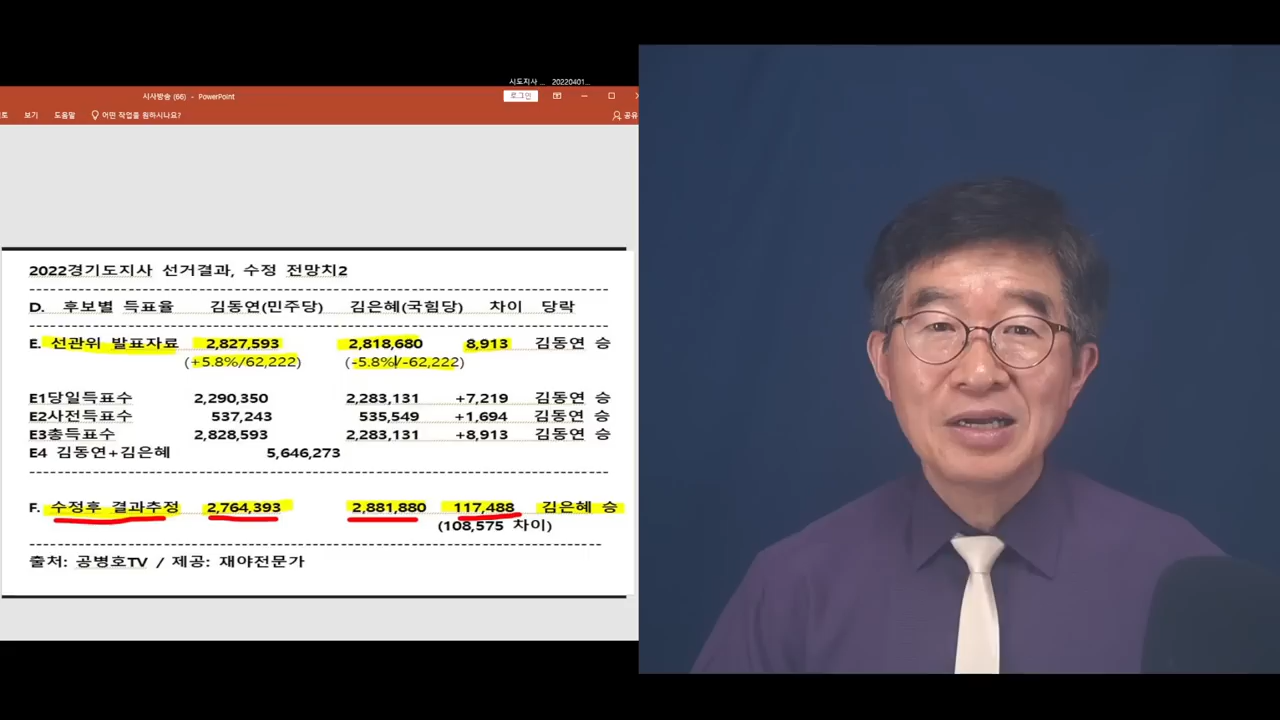 시도지사 ... 20220401...
시사방송 (66) - PowerPoint
로그인
보기 도움말 어떤 작업을 원하시나요?
공유
2022경기도지사 선거결과, 수정 전망치2
D. 후보별 득표율 김동연(민주당) 김은혜(국힘당) 차이 당락
E. 선관위 발표자료 2,827,593 2,818,680 8,913 김동연 승
(+5.8%/62,222) (-5.8%/-62,222)
E1당일득표수 2,290,350 2,283,131 +7,219 김동연 승
E2사전득표수 537,243 535,549 +1,694 김동연 승
E3총득표수 2,828,593 2,283,131 +8,913 김동연 승
E4 김동연+김은혜 5,646,273
F. 수정후 결과추정 2,764,393 2,881,880 117,488 김은혜 승
(108,575 차이)
출처: 공병호TV / 제공: 재야전문가